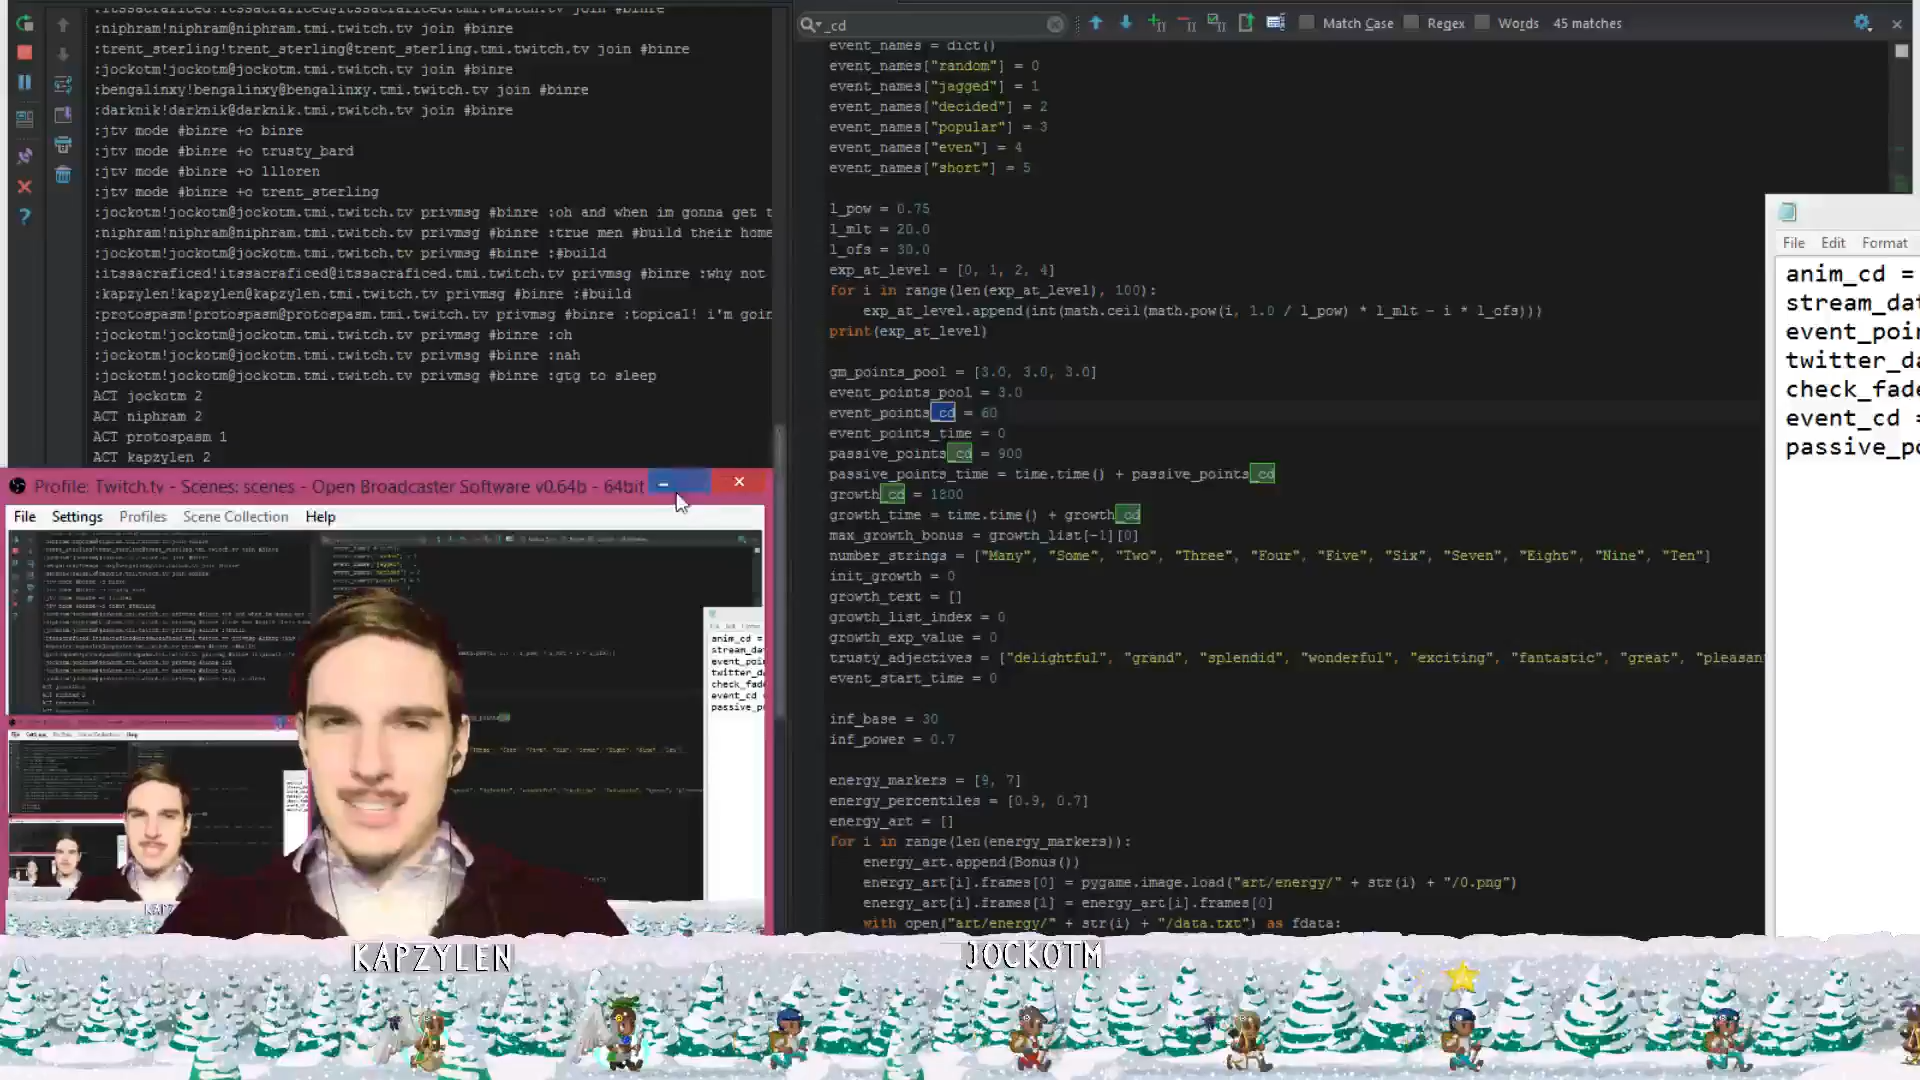 :itssacraficed!itssacraficed@itssacraficed.tmi.twitch.tv join #binre
:niphram!niphram@niphram.tmi.twitch.tv join #binre
:trent_sterling!trent_sterling@trent_sterling.tmi.twitch.tv join #binre
:jockotm!jockotm@jockotm.tmi.twitch.tv join #binre
:bengalinxy!bengalinxy@bengalinxy.tmi.twitch.tv join #binre
:darknik!darknik@darknik.tmi.twitch.tv join #binre
:jtv mode #binre +o binre
:jtv mode #binre +o trusty_bard
:jtv mode #binre +o llloren
:jtv mode #binre +o trent_sterling
:jockotm!jockotm@jockotm.tmi.twitch.tv privmsg #binre :oh and when im gonna get t
:niphram!niphram@niphram.tmi.twitch.tv privmsg #binre :true men #build their home
:jockotm!jockotm@jockotm.tmi.twitch.tv privmsg #binre :#build
:itssacraficed!itssacraficed@itssacraficed.tmi.twitch.tv privmsg #binre :why not
:kapzylen!kapzylen@kapzylen.tmi.twitch.tv privmsg #binre :#build
:protospasm!protospasm@protospasm.tmi.twitch.tv privmsg #binre :topical! i'm goin
:jockotm!jockotm@jockotm.tmi.twitch.tv privmsg #binre :oh
:jockotm!jockotm@jockotm.tmi.twitch.tv privmsg #binre :nah
:jockotm!jockotm@jockotm.tmi.twitch.tv privmsg #binre :gtg to sleep
ACT jockotm 2
ACT niphram 2
ACT protospasm 1
ACT kapzylen 2
Profile: Twitch.tv - Scenes: scenes - Open Broadcaster Software v0.64b - 64bit
File Settings Profiles Scene Collection Help
_cd Match Case Regex Words 45 matches
event_names = dict()
event_names["random"] = 0
event_names["jagged"] = 1
event_names["decided"] = 2
event_names["popular"] = 3
event_names["even"] = 4
event_names["short"] = 5
l_pow = 0.75
l_mlt = 20.0
l_ofs = 30.0
exp_at_level = [0, 1, 2, 4]
for i in range(len(exp_at_level), 100):
exp_at_level.append(int(math.ceil(math.pow(i, 1.0 / l_pow) * l_mlt - i * l_ofs)))
print(exp_at_level)
gm_points_pool = [3.0, 3.0, 3.0]
event_points_pool = 3.0
event_points_cd = 60
event_points_time = 0
passive_points_cd = 900
passive_points_time = time.time() + passive_points_cd
growth_cd = 1800
growth_time = time.time() + growth_cd
max_growth_bonus = growth_list[-1][0]
number_strings = ["Many", "Some", "Two", "Three", "Four", "Five", "Six", "Seven", "Eight", "Nine", "Ten"]
init_growth = 0
growth_text = []
growth_list_index = 0
growth_exp_value = 0
trusty_adjectives = ["delightful", "grand", "splendid", "wonderful", "exciting", "fantastic", "great", "pleasan
event_start_time = 0
inf_base = 30
inf_power = 0.7
energy_markers = [9, 7]
energy_percentiles = [0.9, 0.7]
energy_art = []
for i in range(len(energy_markers)):
energy_art.append(Bonus())
energy_art[i].frames[0] = pygame.image.load("art/energy/" + str(i) + "/0.png")
energy_art[i].frames[1] = energy_art[i].frames[0]
with open("art/energy/" + str(i) + "/data.txt") as fdata:
File Edit Format
anim_cd =
stream_dat
event_poin
twitter_da
check_fade
event_cd =
passive_po
KAPZYLEN
JOCKOTM